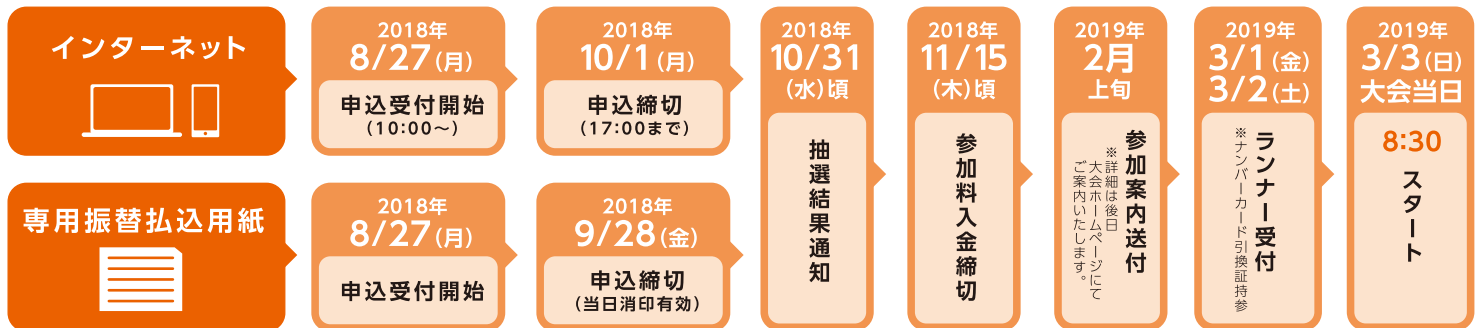 インターネット
2018年
8/27(月)
申込受付開始
(10:00～)
2018年
10/1(月)
申込締切
(17:00まで)
専用振替払込用紙
2018年
8/27(月)
申込受付開始
2018年
9/28(金)
申込締切
(当日消印有効)
2018年
10/31
(水)頃
抽選結果通知
2018年
11/15
(木)頃
参加料入金締切
2019年
2月
上旬
参加案内送付
※詳細は後日
大会ホームページにて
ご案内いたします。
2019年
3/1(金)
3/2(土)
ランナー受付
※ナンバーカード引換証持参
2019年
3/3(日)
大会当日
8:30
スタート